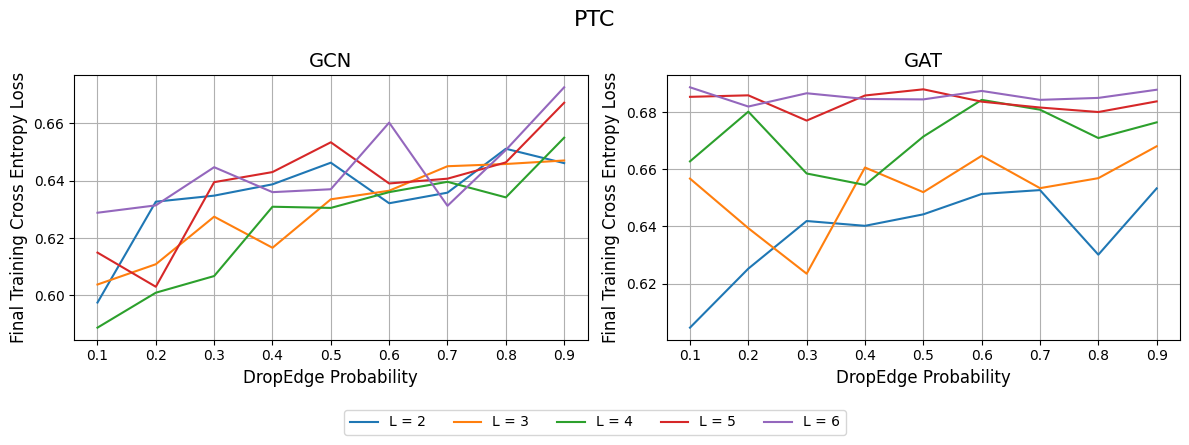 PTC
GCN
Final Training Cross Entropy Loss
0.66
0.64
0.62
0.60
0.1 0.2 0.3 0.4 0.5 0.6 0.7 0.8 0.9
DropEdge Probability
GAT
Final Training Cross Entropy Loss
0.68
0.66
0.64
0.62
0.1 0.2 0.3 0.4 0.5 0.6 0.7 0.8 0.9
DropEdge Probability
L = 2 L = 3 L = 4 L = 5 L = 6